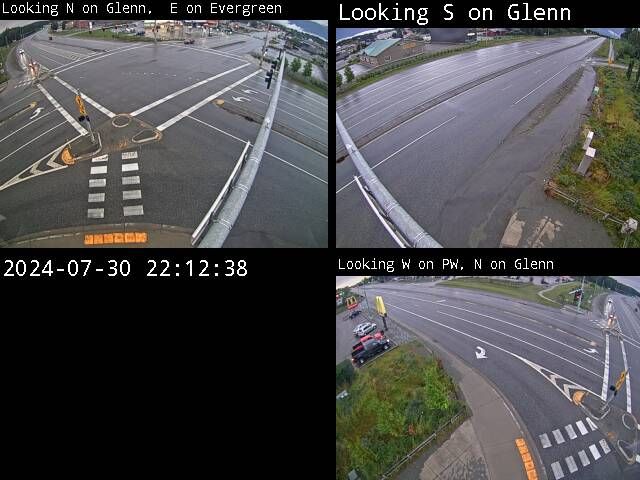 Looking N on Glenn,  E on Evergreen
Looking S on Glenn
2024-07-30 22:12:38
Looking W on PW, N on Glenn